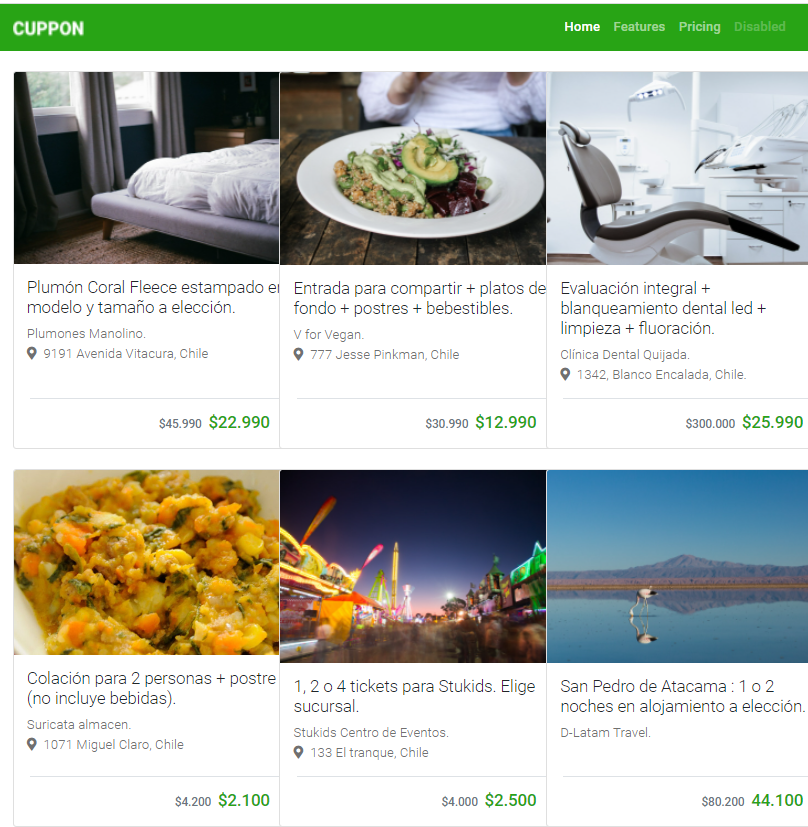 CUPPON
Home Features Pricing Disabled
Plumón Coral Fleece estampado en
modelo y tamaño a elección.
Plumones Manolino.
9191 Avenida Vitacura, Chile
$45.990 $22.990
Entrada para compartir + platos de
fondo + postres + bebestibles.
V for Vegan.
777 Jesse Pinkman, Chile
$30.990 $12.990
Evaluación integral +
blanqueamiento dental led +
limpieza + fluoración.
Clínica Dental Quijada.
1342, Blanco Encalada, Chile.
$300.000 $25.990
Colación para 2 personas + postre
(no incluye bebidas).
Suricata almacen.
1071 Miguel Claro, Chile
$4.200 $2.100
1, 2 o 4 tickets para Stukids. Elige
sucursal.
Stukids Centro de Eventos.
133 El tranque, Chile
$4.000 $2.500
San Pedro de Atacama : 1 o 2
noches en alojamiento a elección.
D-Latam Travel.
$80.200 44.100